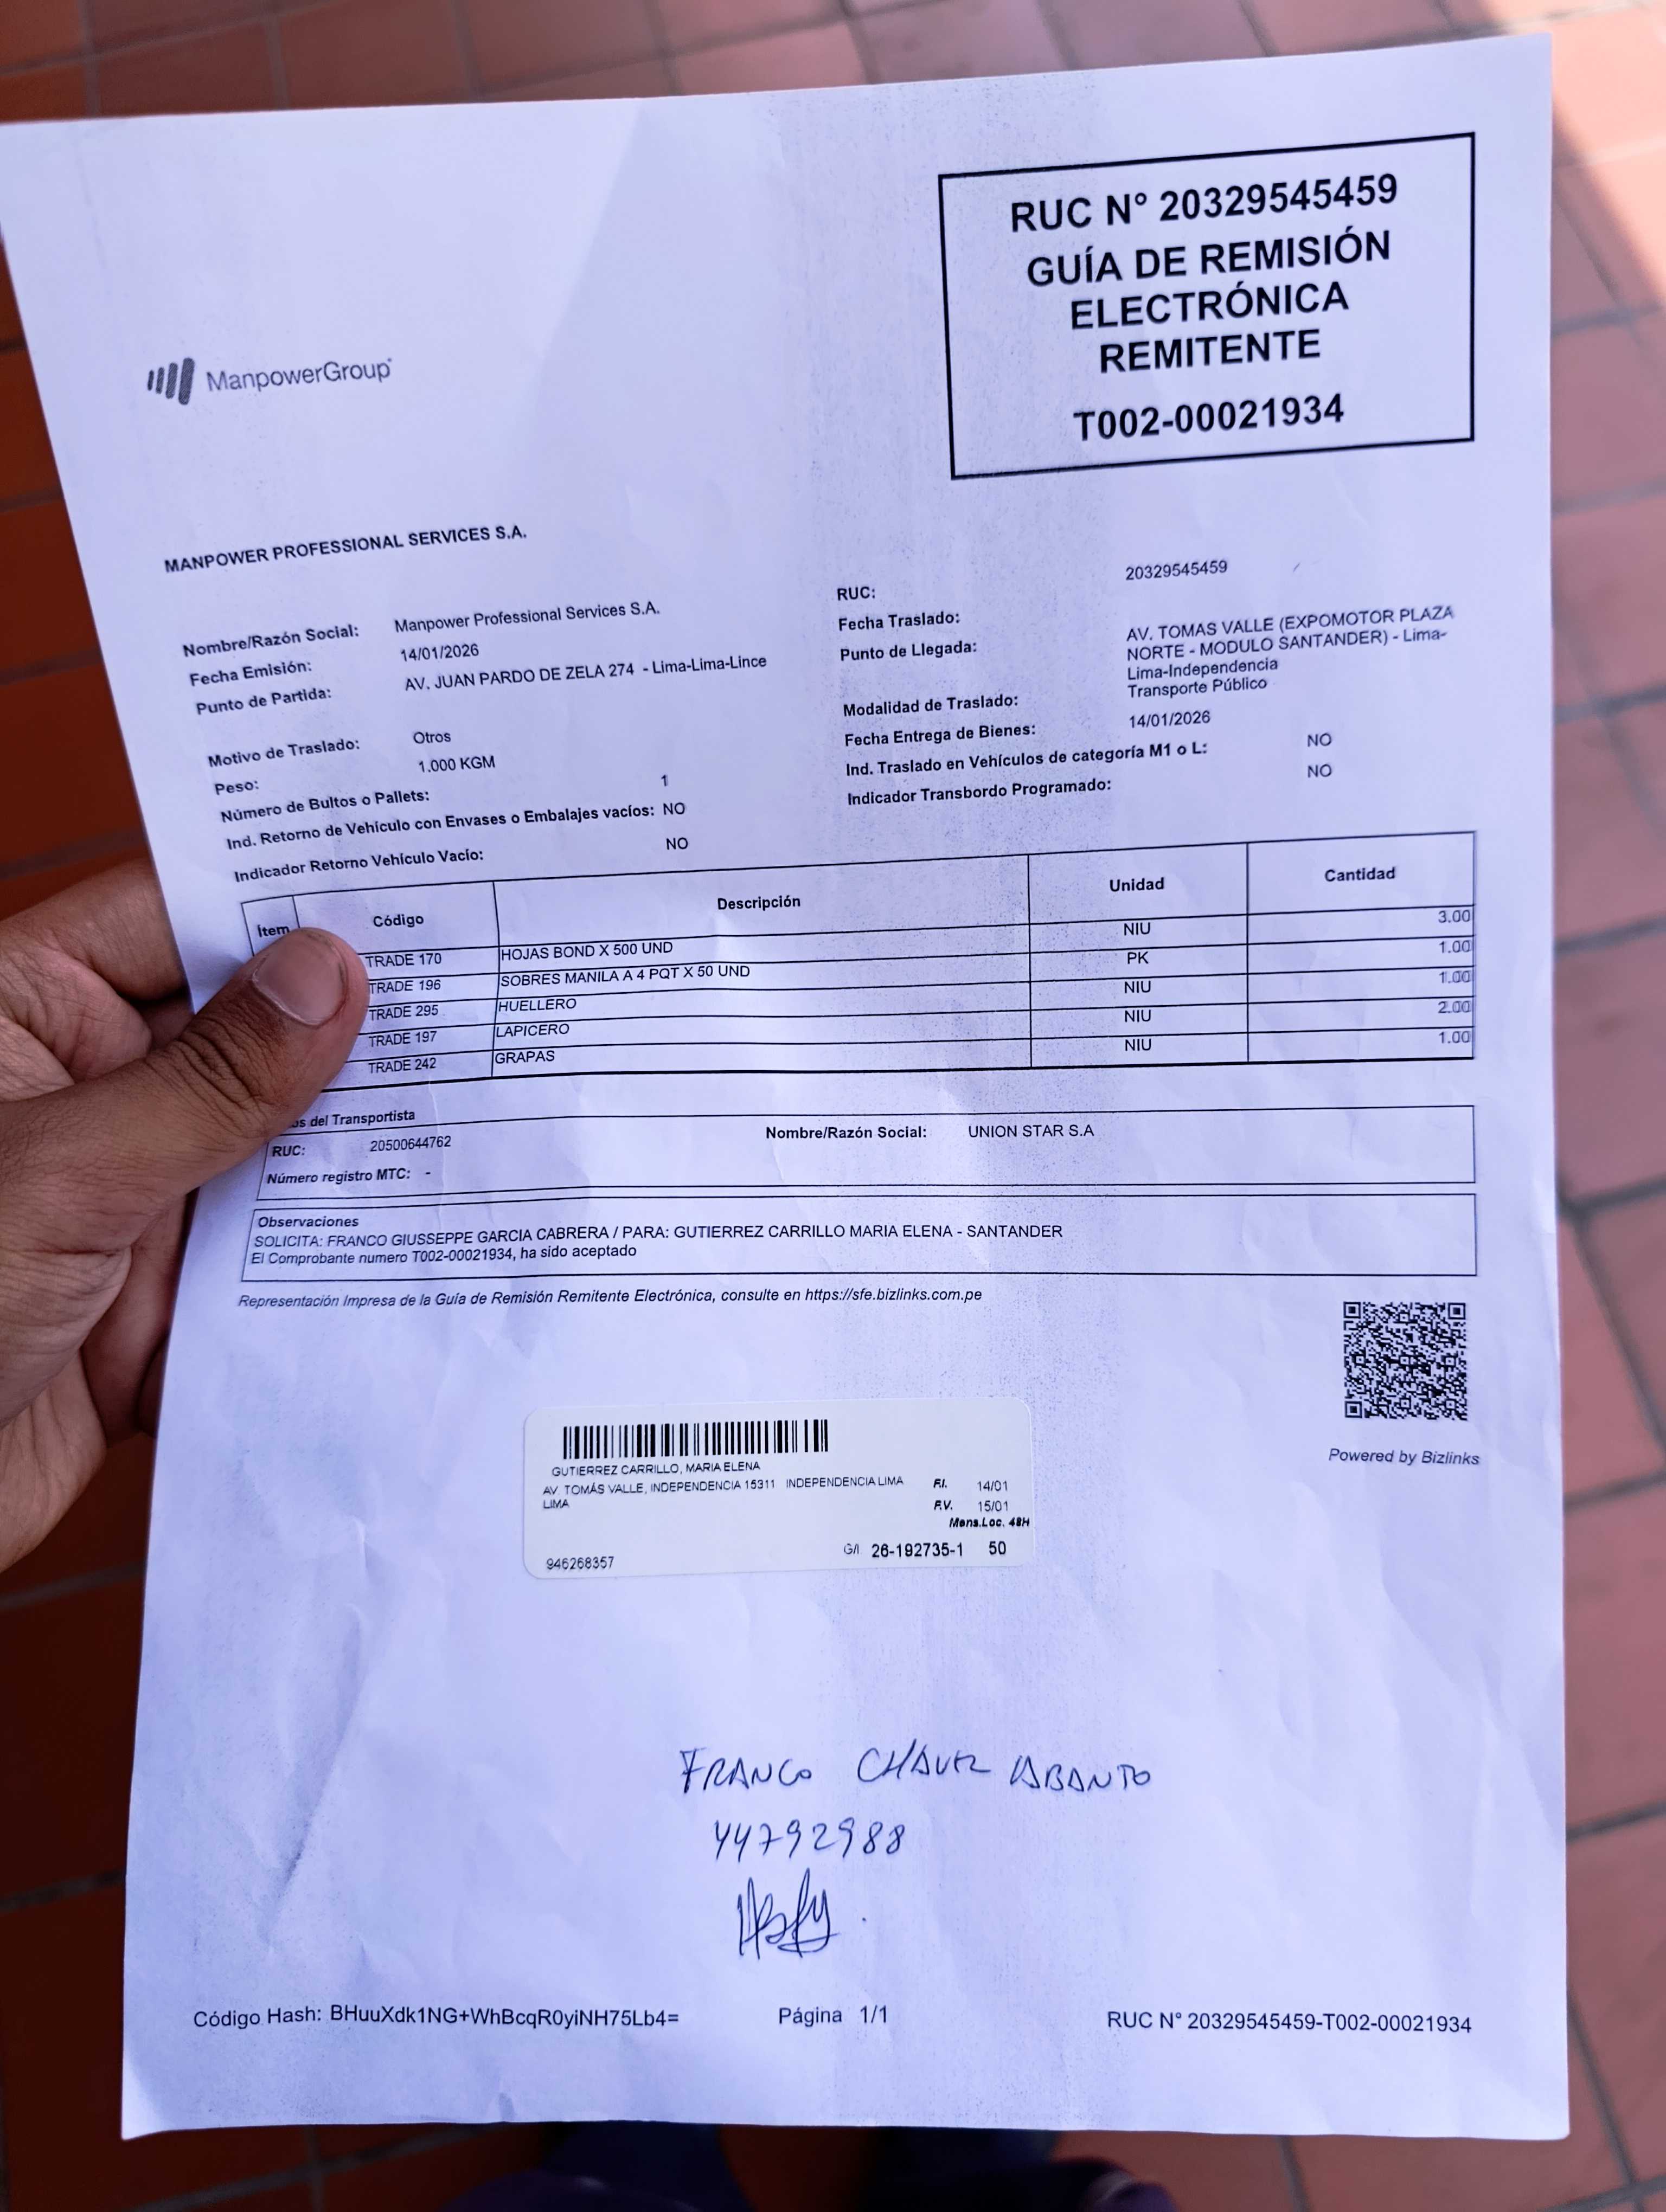 RUC N° 20329545459
GUÍA DE REMISIÓN
ELECTRÓNICA
REMITENTE
T002-00021934
ManpowerGroup
MANPOWER PROFESSIONAL SERVICES S.A.
Nombre/Razón Social: Manpower Professional Services S.A.
Fecha Emisión: 14/01/2026
Punto de Partida: AV. JUAN PARDO DE ZELA 274 - Lima-Lima-Lince
Motivo de Traslado: Otros
Peso: 1.000 KGM
Número de Bultos o Pallets: 1
Ind. Retorno de Vehículo con Envases o Embalajes vacíos: NO
Indicador Retorno Vehículo Vacío: NO
RUC: 20329545459
Fecha Traslado:
Punto de Llegada: AV. TOMAS VALLE (EXPOMOTOR PLAZA
NORTE - MODULO SANTANDER) - Lima-
Lima-Independencia
Modalidad de Traslado: Transporte Público
Fecha Entrega de Bienes: 14/01/2026
Ind. Traslado en Vehículos de categoría M1 o L: NO
Indicador Transbordo Programado: NO
Ítem Código Descripción Unidad Cantidad
TRADE 170 HOJAS BOND X 500 UND NIU 3.00
TRADE 196 SOBRES MANILA A 4 PQT X 50 UND PK 1.00
TRADE 295 HUELLERO NIU 1.00
TRADE 197 LAPICERO NIU 2.00
TRADE 242 GRAPAS NIU 1.00
del Transportista
RUC: 20500644762 Nombre/Razón Social: UNION STAR S.A
Número registro MTC: -
Observaciones
SOLICITA: FRANCO GIUSSEPPE GARCIA CABRERA / PARA: GUTIERREZ CARRILLO MARIA ELENA - SANTANDER
El Comprobante numero T002-00021934, ha sido aceptado
Representación Impresa de la Guía de Remisión Remitente Electrónica, consulte en https://sfe.bizlinks.com.pe
Powered by Bizlinks
GUTIERREZ CARRILLO, MARIA ELENA
AV TOMÁS VALLE, INDEPENDENCIA 15311 INDEPENDENCIA LIMA
LIMA
F.I. 14/01
F.V. 15/01
Mens.Loc. 48H
G/I 26-192735-1 50
946268357
FRANCO CHAVEZ ABANTO
44792988
Código Hash: BHuuXdk1NG+WhBcqR0yiNH75Lb4=
Página 1/1
RUC N° 20329545459-T002-00021934